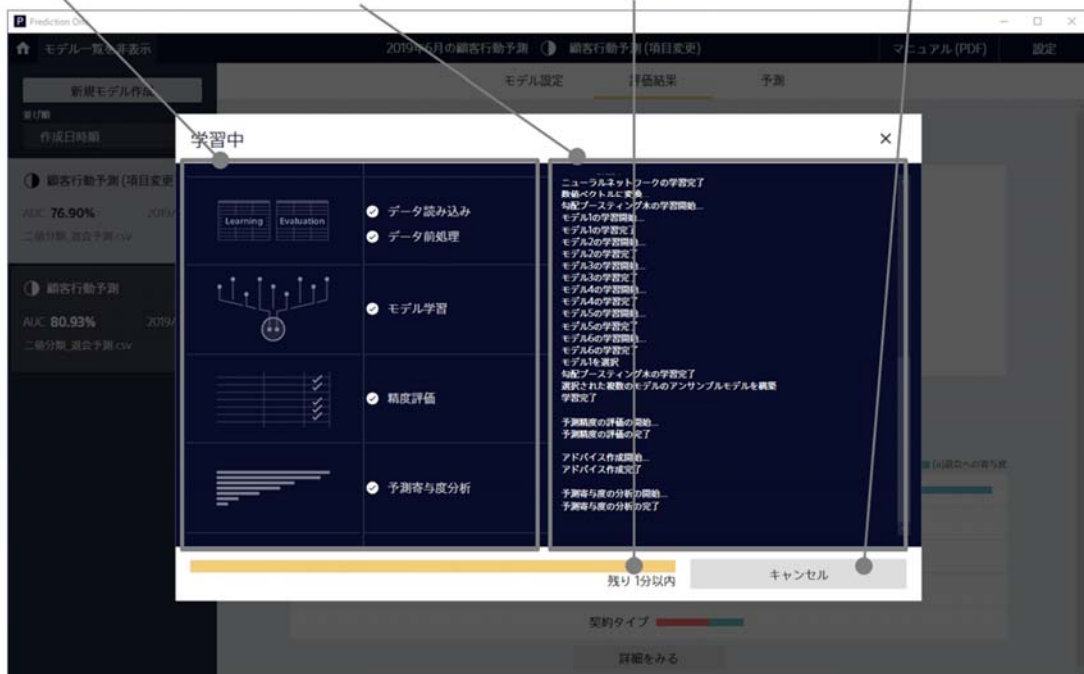 Prediction One
モデル一覧を非表示
2019年6月の顧客行動予測
顧客行動予測 (項目変更)
マニュアル (PDF)
設定
新規モデル作成
モデル設定
評価結果
予測
並び順
作成日時順
顧客行動予測 (項目変更
AUC 76.90%
2019/
二値分類_退会予測.csv
顧客行動予測
AUC 80.93%
2019/
二値分類_退会予測.csv
学習中
Learning
Evaluation
データ読み込み
データ前処理
モデル学習
精度評価
予測寄与度分析
ニューラルネットワークの学習完了
数値ベクトルに変換
勾配ブースティング木の学習開始...
モデル1の学習開始...
モデル1の学習完了
モデル2の学習開始...
モデル2の学習完了
モデル3の学習開始...
モデル3の学習完了
モデル4の学習開始...
モデル4の学習完了
モデル5の学習開始...
モデル5の学習完了
モデル6の学習開始...
モデル6の学習完了
モデル1を選択
勾配ブースティング木の学習完了
選択された複数のモデルのアンサンブルモデルを構築
学習完了
予測精度の評価の開始...
予測精度の評価の完了
アドバイス作成開始...
アドバイス作成完了
予測寄与度の分析の開始...
予測寄与度の分析の完了
残り 1分以内
キャンセル
契約タイプ
詳細をみる